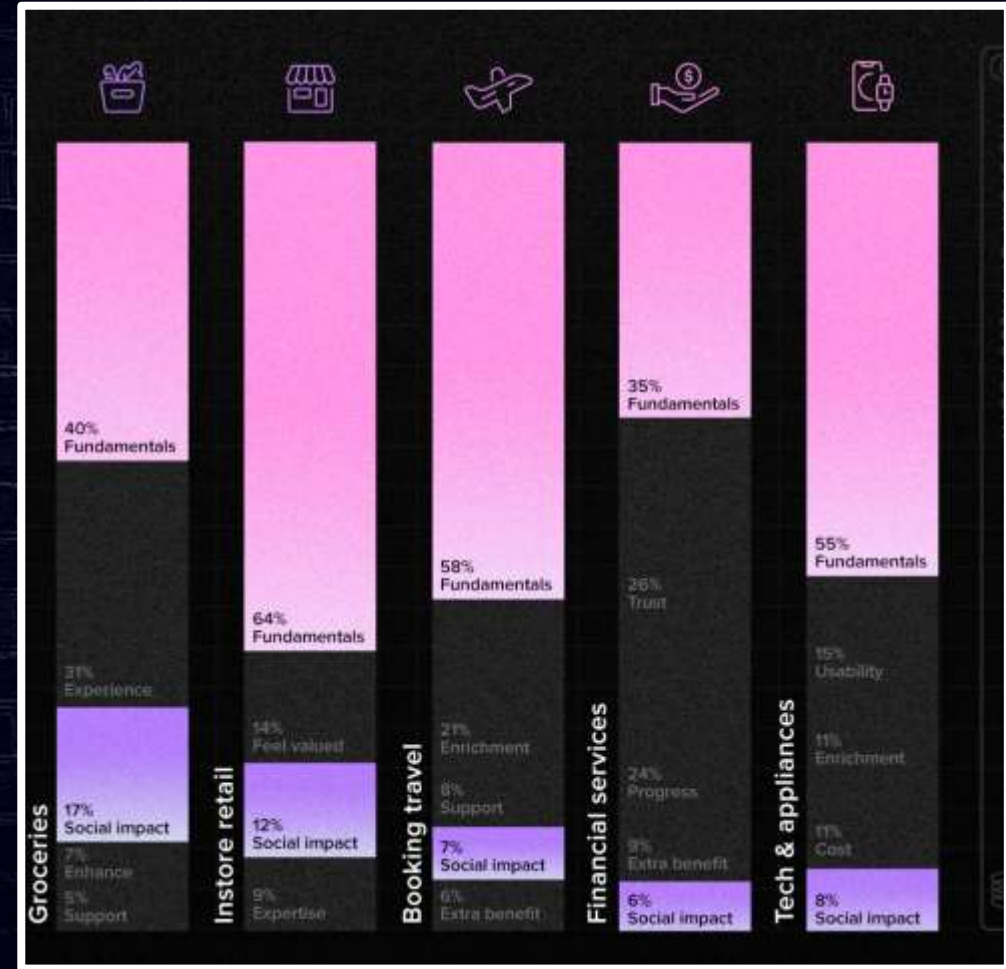 Groceries
40%
Fundamentals
31%
Experience
17%
Social impact
7%
Enhance
5%
Support
Instore retail
64%
Fundamentals
14%
Feel valued
12%
Social impact
9%
Expertise
Booking travel
58%
Fundamentals
21%
Enrichment
8%
Support
7%
Social impact
6%
Extra benefit
Financial services
35%
Fundamentals
26%
Trust
24%
Progress
9%
Extra benefit
6%
Social impact
Tech & appliances
55%
Fundamentals
15%
Usability
11%
Enrichment
11%
Cost
8%
Social impact